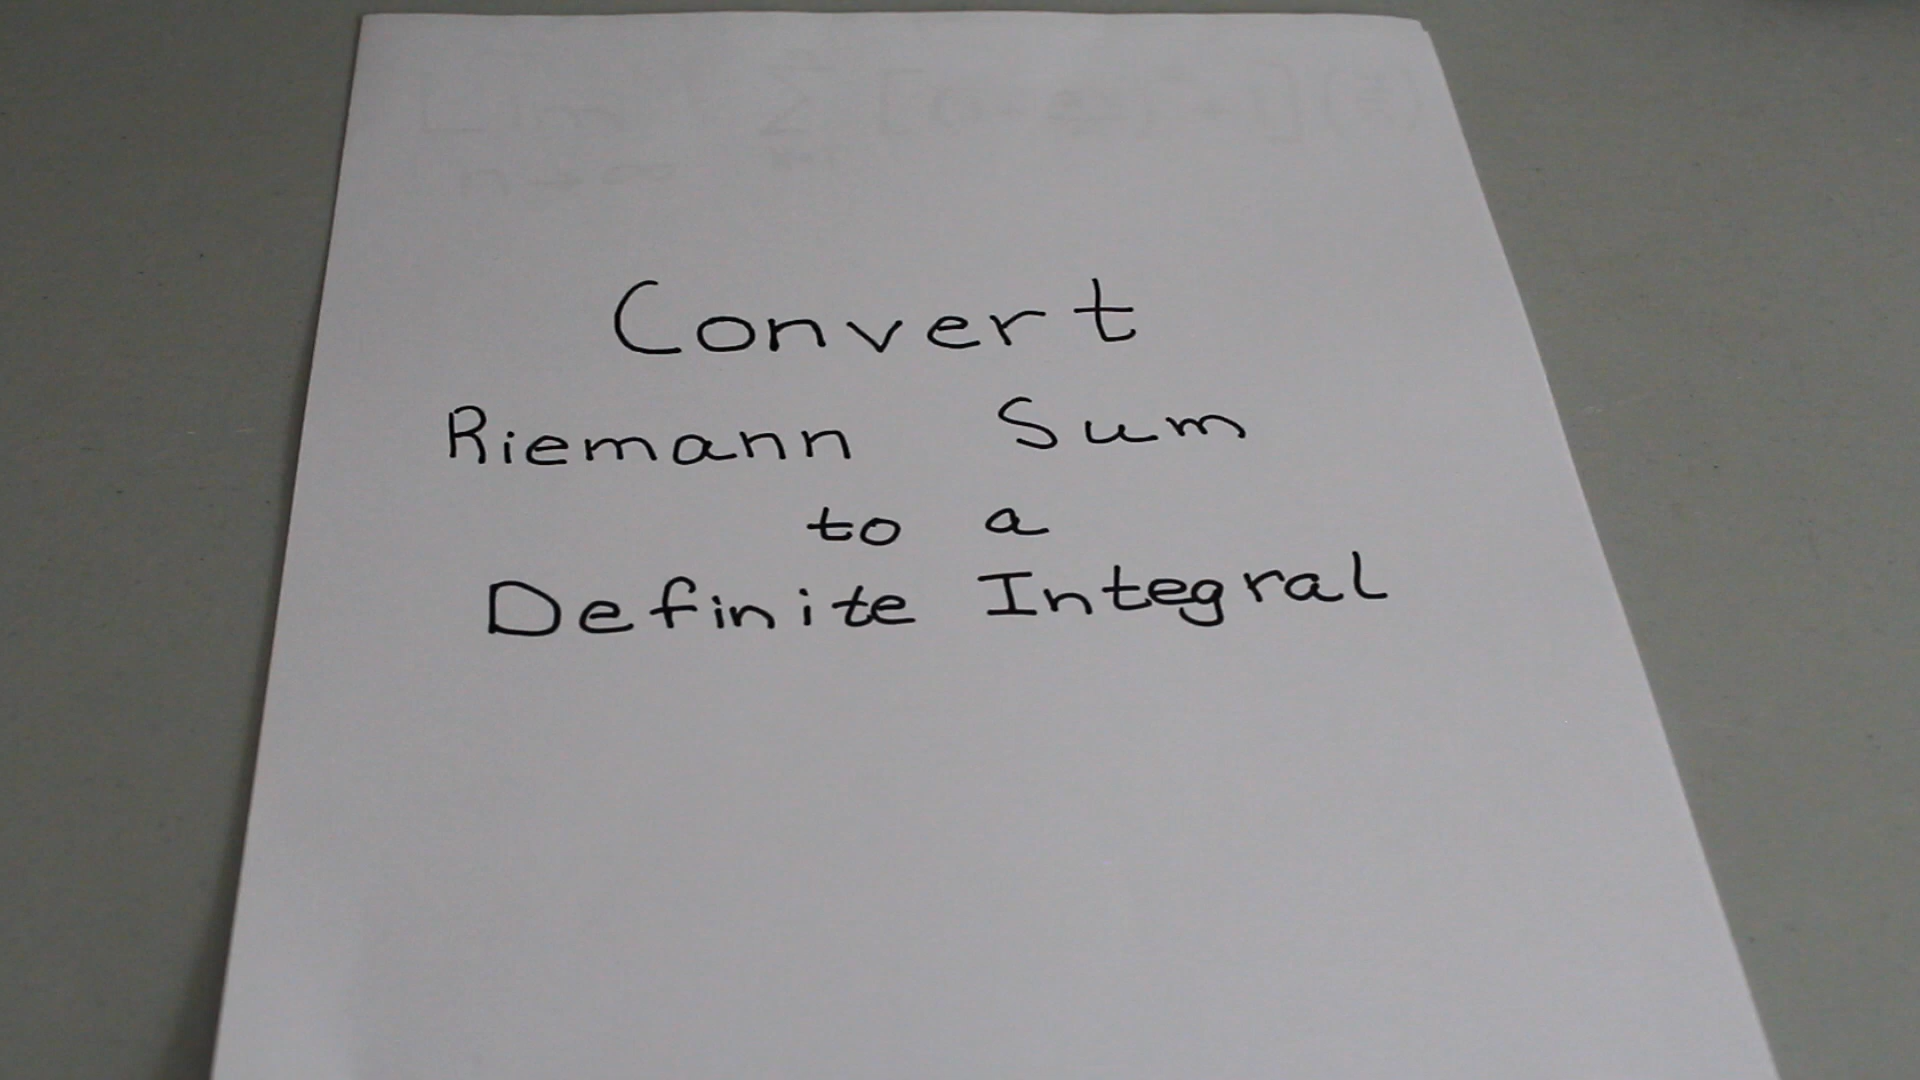 Convert
Riemann Sum
to a
Definite Integral